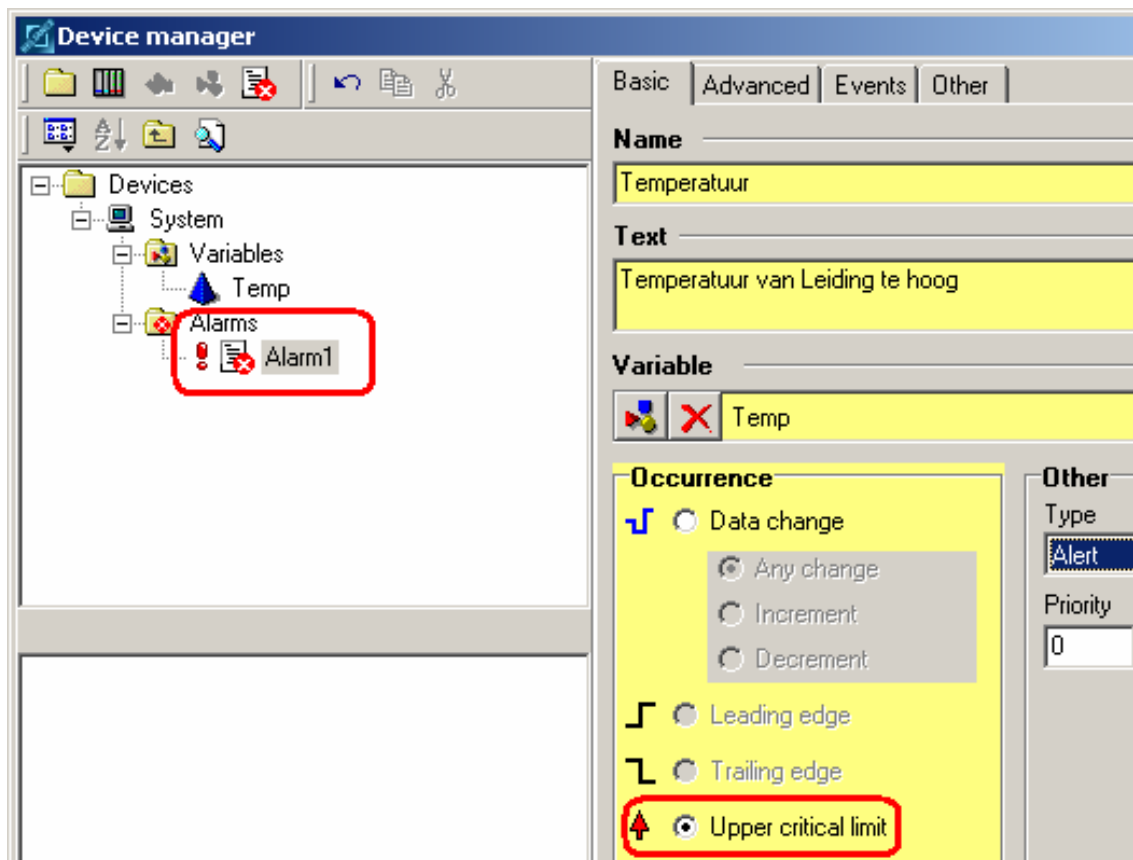 Device manager
Devices
System
Variables
Temp
Alarms
Alarm1
Basic Advanced Events Other
Name
Temperatuur
Text
Temperatuur van Leiding te hoog
Variable
Temp
Occurrence
Data change
Any change
Increment
Decrement
Leading edge
Trailing edge
Upper critical limit
Other
Type
Alert
Priority
0